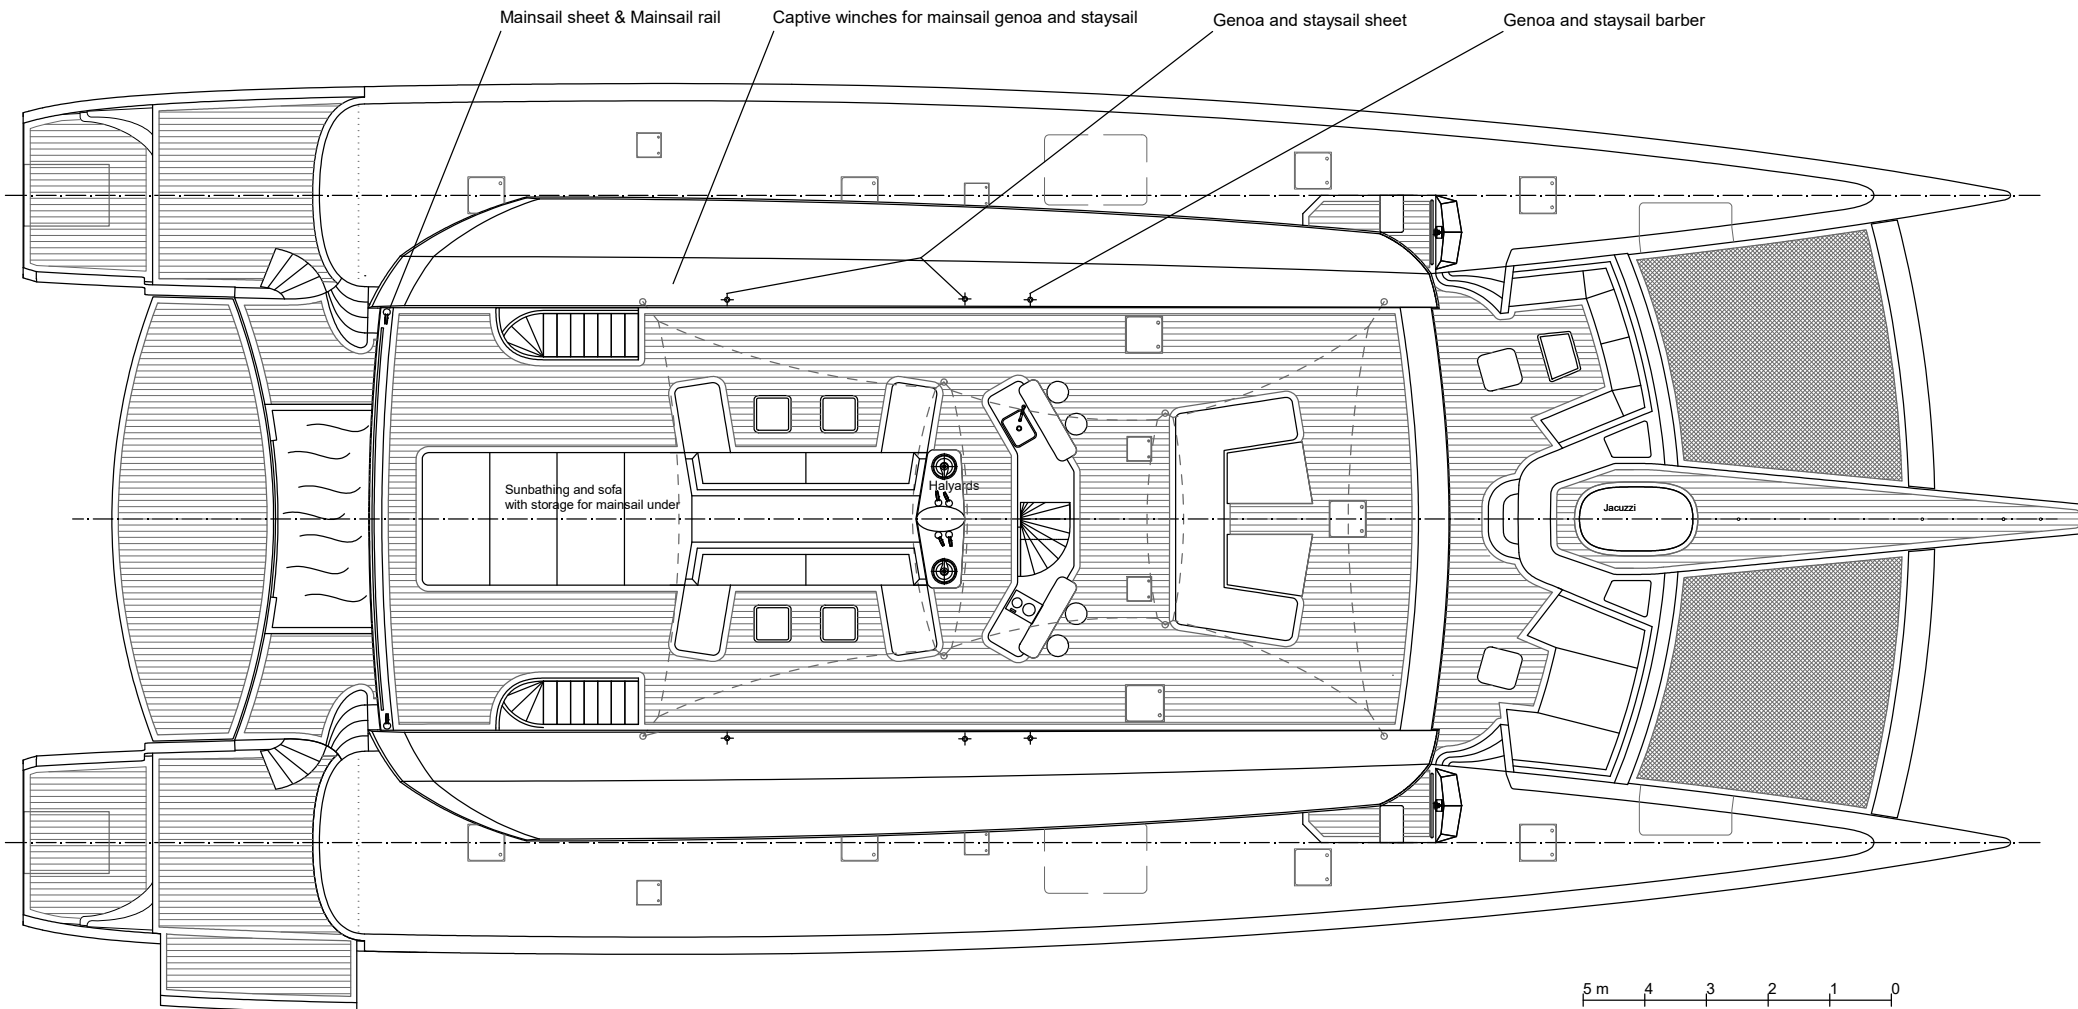 Mainsail sheet & Mainsail rail
Captive winches for mainsail genoa and staysail
Genoa and staysail sheet
Genoa and staysail barber
Halyards
Sunbathing and sofa
with storage for mainsail under
Jacuzzi
5 m 4 3 2 1 0